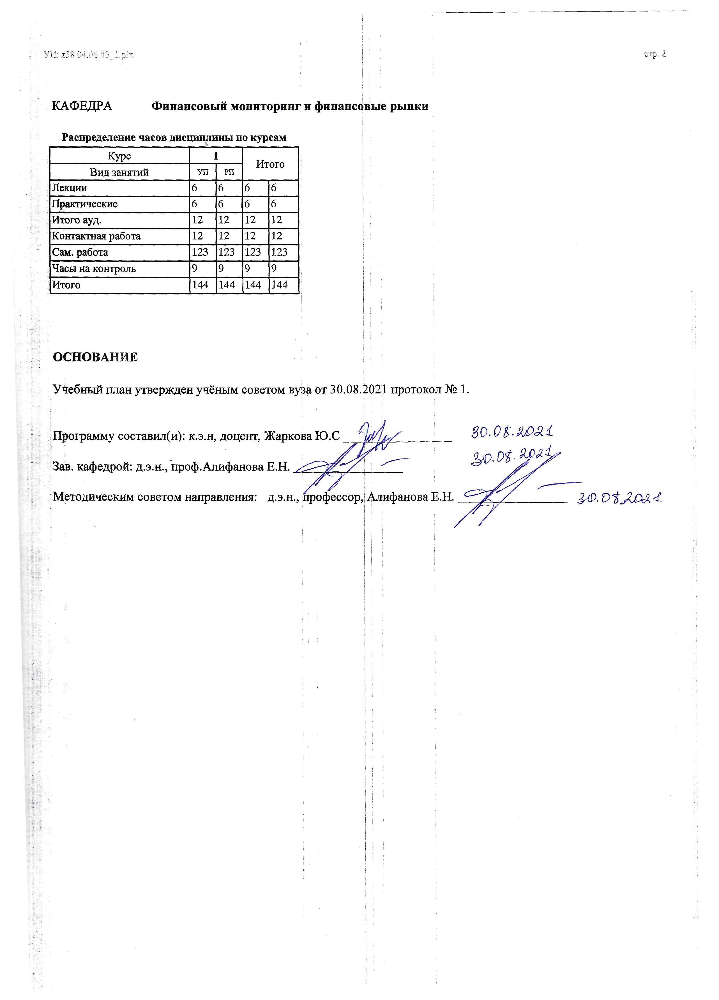 УП: z38.04.08.03_1.plx стр. 2
КАФЕДРА Финансовый мониторинг и финансовые рынки
Распределение часов дисциплины по курсам
Курс 1 Итого
Вид занятий УП РП
Лекции 6 6 6 6
Практические 6 6 6 6
Итого ауд. 12 12 12 12
Контактная работа 12 12 12 12
Сам. работа 123 123 123 123
Часы на контроль 9 9 9 9
Итого 144 144 144 144
ОСНОВАНИЕ
Учебный план утвержден учёным советом вуза от 30.08.2021 протокол № 1.
Программу составил(и): к.э.н, доцент, Жаркова Ю.С 30.08.2021
Зав. кафедрой: д.э.н., проф.Алифанова Е.Н. 30.08.2021
Методическим советом направления: д.э.н., профессор, Алифанова Е.Н. 30.08.2021